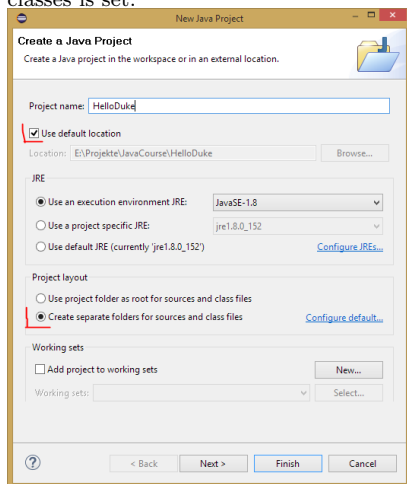 classes is set.
New Java Project
Create a Java Project
Create a Java project in the workspace or in an external location.
Project name: HelloDuke
Use default location
Location: E:\Projekte\JavaCourse\HelloDuke Browse...
JRE
Use an execution environment JRE: JavaSE-1.8
Use a project specific JRE: jre1.8.0_152
Use default JRE (currently 'jre1.8.0_152') Configure JREs...
Project layout
Use project folder as root for sources and class files
Create separate folders for sources and class files Configure default...
Working sets
Add project to working sets New...
Working sets: Select...
? < Back Next > Finish Cancel